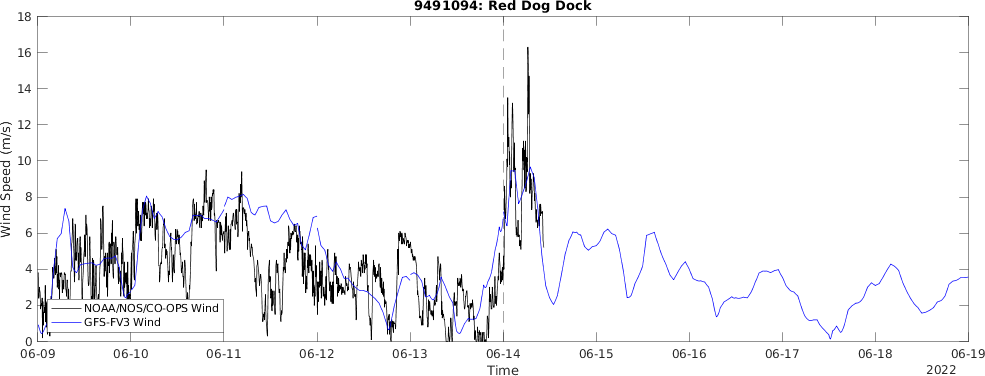 9491094: Red Dog Dock
Wind Speed (m/s)
18
16
14
12
10
8
6
4
2
0
NOAA/NOS/CO-OPS Wind
GFS-FV3 Wind
06-09 06-10 06-11 06-12 06-13 06-14 06-15 06-16 06-17 06-18 06-19
Time
2022